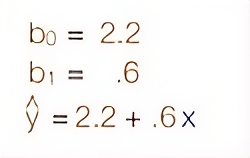 b₀ = 2.2
b₁ = .6
ŷ = 2.2 + .6x